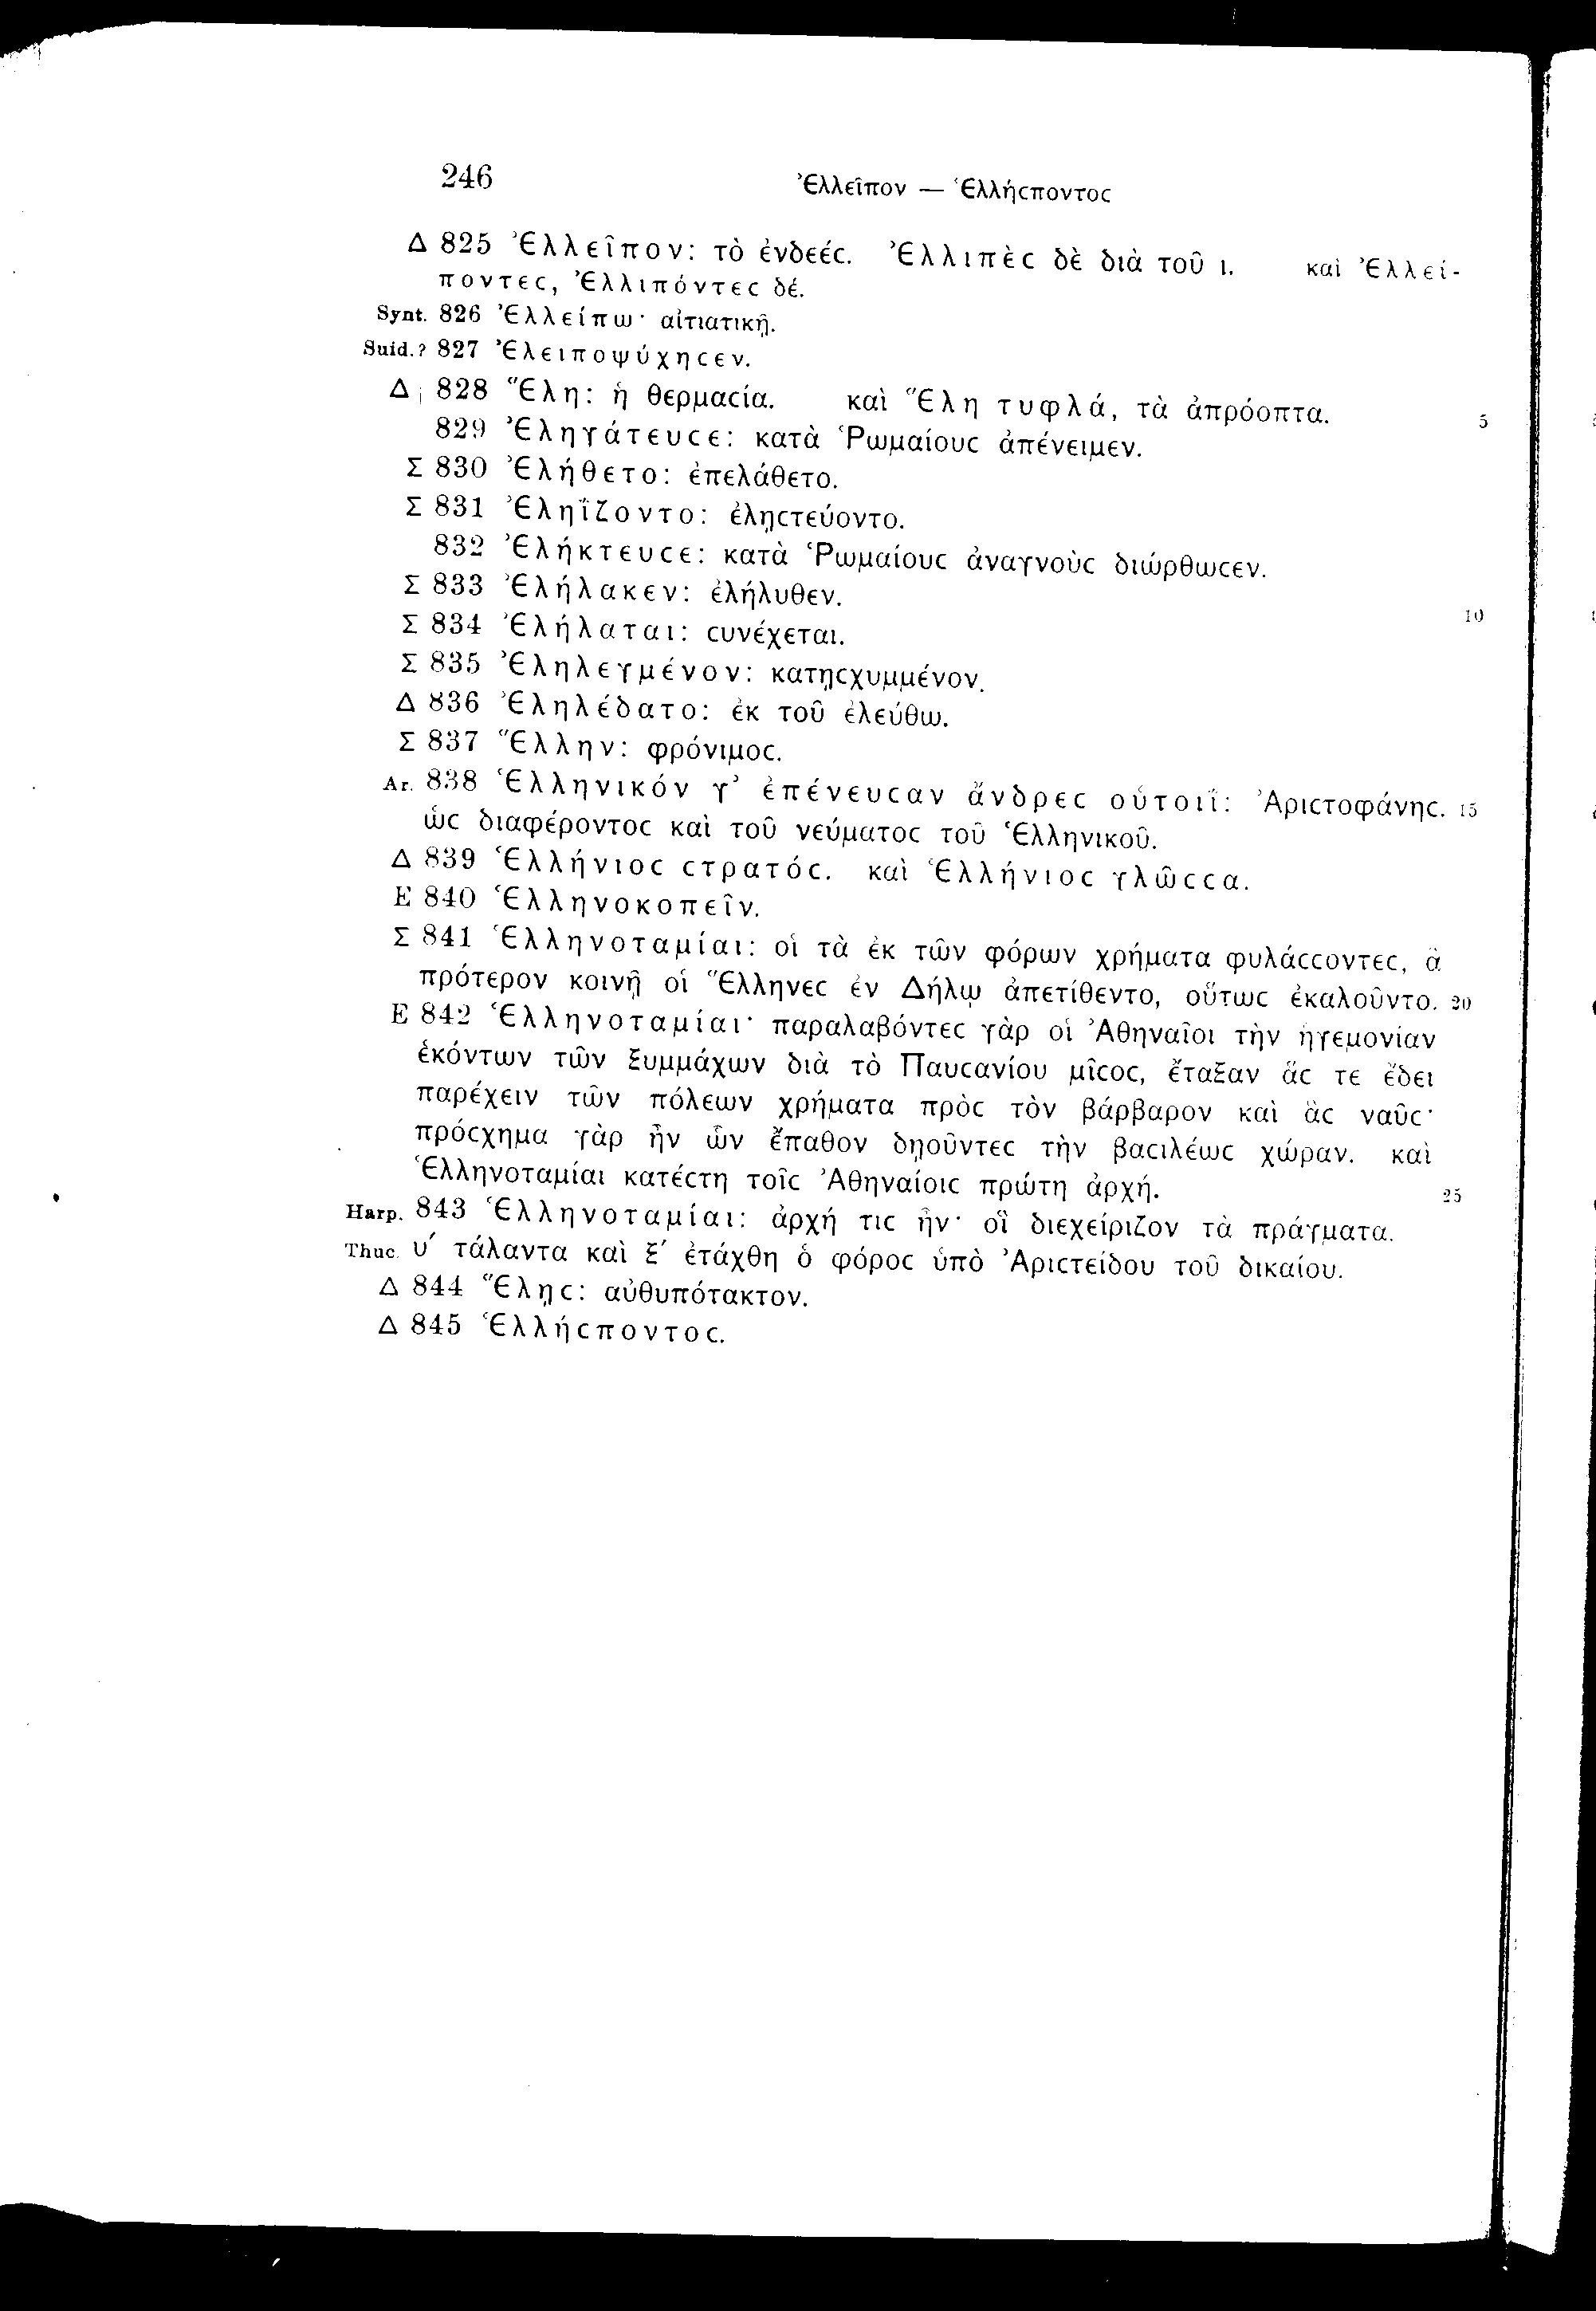 246 Ἐλλεῖπον — Ἑλλήςποντος
Δ 825 Ἐλλεῖπον: τὸ ἐνδεές. Ἐλλιπὲς δὲ διὰ τοῦ ι. καὶ Ἐλλεί-
ποντες, Ἐλλιπόντες δέ.
Synt. 826 Ἐλλείπω· αἰτιατικῇ.
Suid.? 827 Ἐλειποψύχηςεν.
Δ 828 Ἕλη: ἡ θερμαςία. καὶ Ἕλη τυφλά, τὰ ἀπρόοπτα. 5
829 Ἐληγάτευςε: κατὰ Ῥωμαίους ἀπένειμεν.
Σ 830 Ἐλήθετο: ἐπελάθετο.
Σ 831 Ἐληΐζοντο: ἐλῃςτεύοντο.
832 Ἐλήκτευςε: κατὰ Ῥωμαίους ἀναγνοὺς διώρθωςεν.
Σ 833 Ἐλήλακεν: ἐλήλυθεν. 10
Σ 834 Ἐλήλαται: ςυνέχεται.
Σ 835 Ἐληλεγμένον: κατῃςχυμμένον.
Δ 836 Ἐληλέδατο: ἐκ τοῦ ἐλεύθω.
Σ 837 Ἕλλην: φρόνιμος.
Ar. 838 Ἑλληνικόν γ’ ἐπένευςαν ἄνδρες οὑτοιΐ: Ἀριςτοφάνης. 15
ὡς διαφέροντος καὶ τοῦ νεύματος τοῦ Ἑλληνικοῦ.
Δ 839 Ἑλλήνιος ςτρατός. καὶ Ἑλλήνιος γλῶςςα.
E 840 Ἑλληνοκοπεῖν.
Σ 841 Ἑλληνοταμίαι: οἱ τὰ ἐκ τῶν φόρων χρήματα φυλάςςοντες, ἃ
πρότερον κοινῇ οἱ Ἕλληνες ἐν Δήλῳ ἀπετίθεντο, οὕτως ἐκαλοῦντο. 20
E 842 Ἑλληνοταμίαι· παραλαβόντες γὰρ οἱ Ἀθηναῖοι τὴν ἡγεμονίαν
ἑκόντων τῶν ξυμμάχων διὰ τὸ Παυςανίου μῖςος, ἔταξαν ἅς τε ἔδει
παρέχειν τῶν πόλεων χρήματα πρὸς τὸν βάρβαρον καὶ ἃς ναῦς·
πρόςχημα γὰρ ἦν ὧν ἔπαθον δῃοῦντες τὴν βαςιλέως χώραν. καὶ
Ἑλληνοταμίαι κατέςτη τοῖς Ἀθηναίοις πρώτη ἀρχή. 25
Harp. 843 Ἑλληνοταμίαι: ἀρχή τις ἦν· οἳ διεχείριζον τὰ πράγματα.
Thuc. υ´ τάλαντα καὶ ξ´ ἐτάχθη ὁ φόρος ὑπὸ Ἀριςτείδου τοῦ δικαίου.
Δ 844 Ἕλῃς: αὐθυπότακτον.
Δ 845 Ἑλλήςποντος.